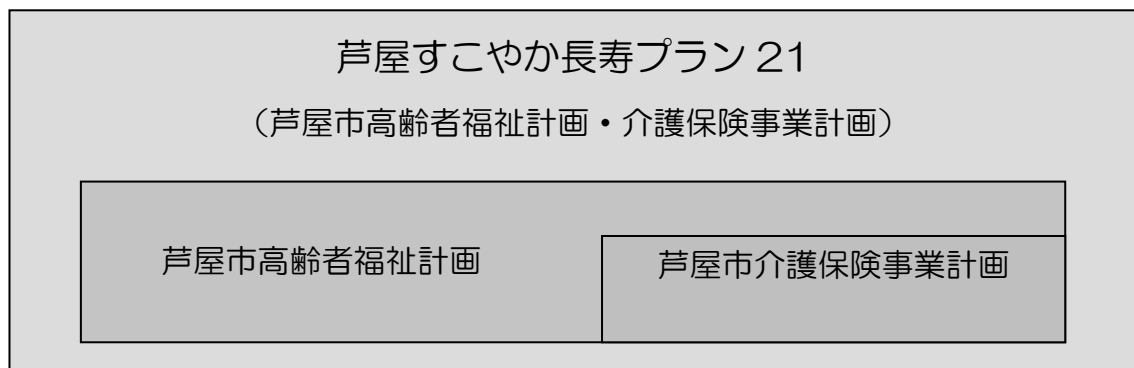 芦屋すこやか長寿プラン21
（芦屋市高齢者福祉計画・介護保険事業計画）
芦屋市高齢者福祉計画
芦屋市介護保険事業計画